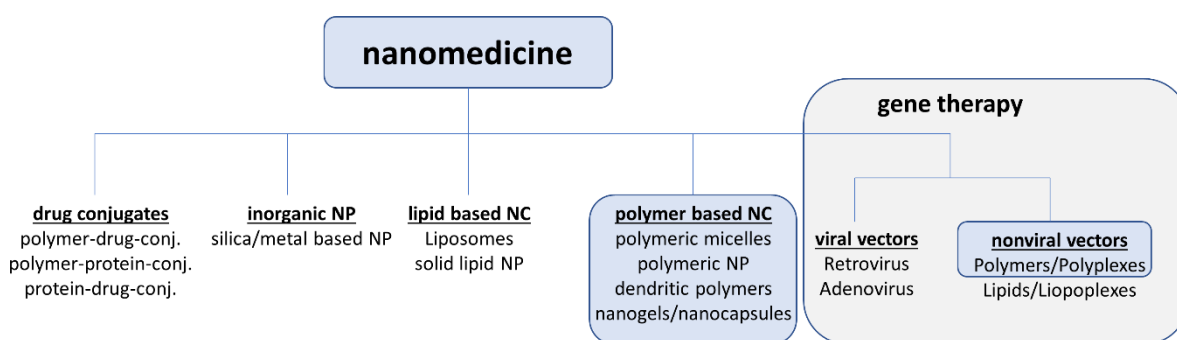 nanomedicine
gene therapy
drug conjugates
polymer-drug-conj.
polymer-protein-conj.
protein-drug-conj.
inorganic NP
silica/metal based NP
lipid based NC
Liposomes
solid lipid NP
polymer based NC
polymeric micelles
polymeric NP
dendritic polymers
nanogels/nanocapsules
viral vectors
Retrovirus
Adenovirus
nonviral vectors
Polymers/Polyplexes
Lipids/Liopoplexes